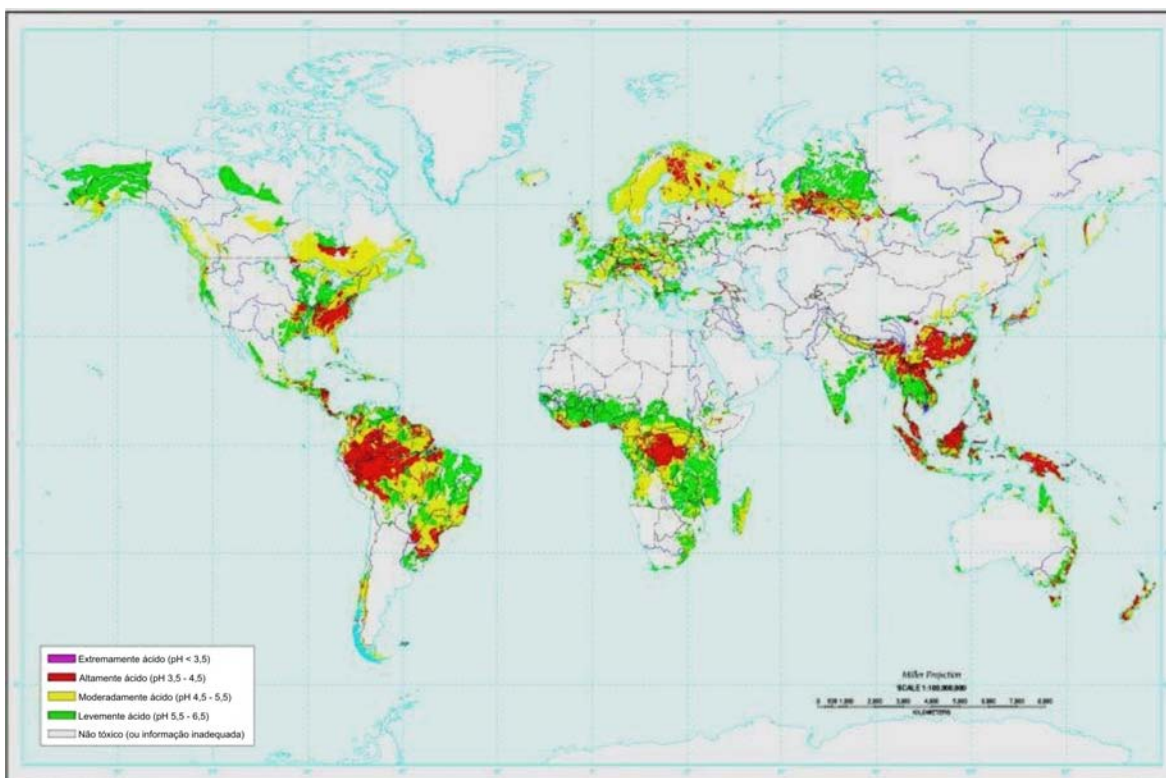 Extremamente ácido (pH < 3,5)
Altamente ácido (pH 3,5 - 4,5)
Moderadamente ácido (pH 4,5 - 5,5)
Levemente ácido (pH 5,5 - 6,5)
Não tóxico (ou informação inadequada)
Miller Projection
SCALE 1:100,000,000
KILOMETERS